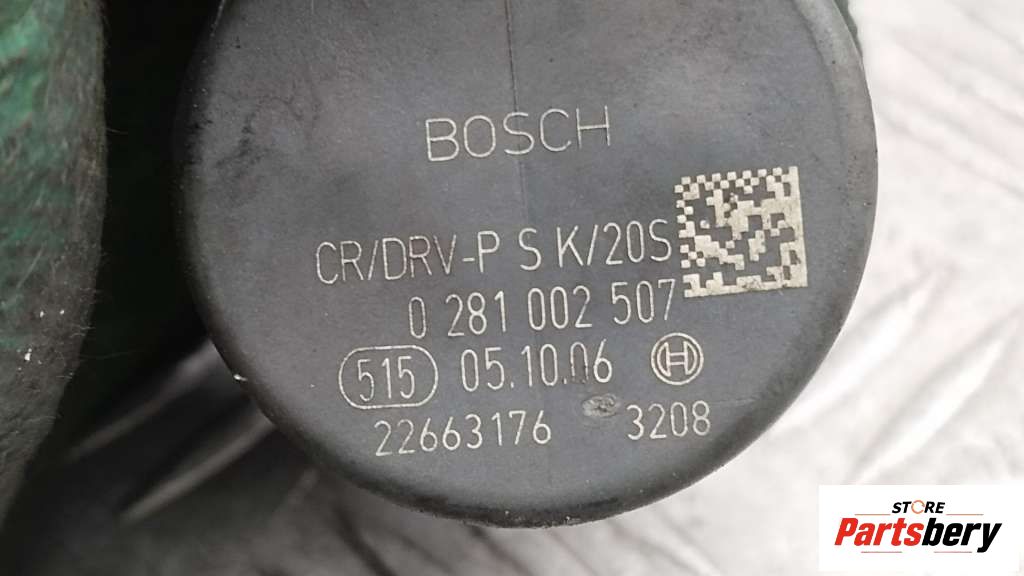 BOSCH
CR/DRV-P S K/20S
0 281 002 507
515 05.10.06 H
22663176 3208
STORE
Partsbery